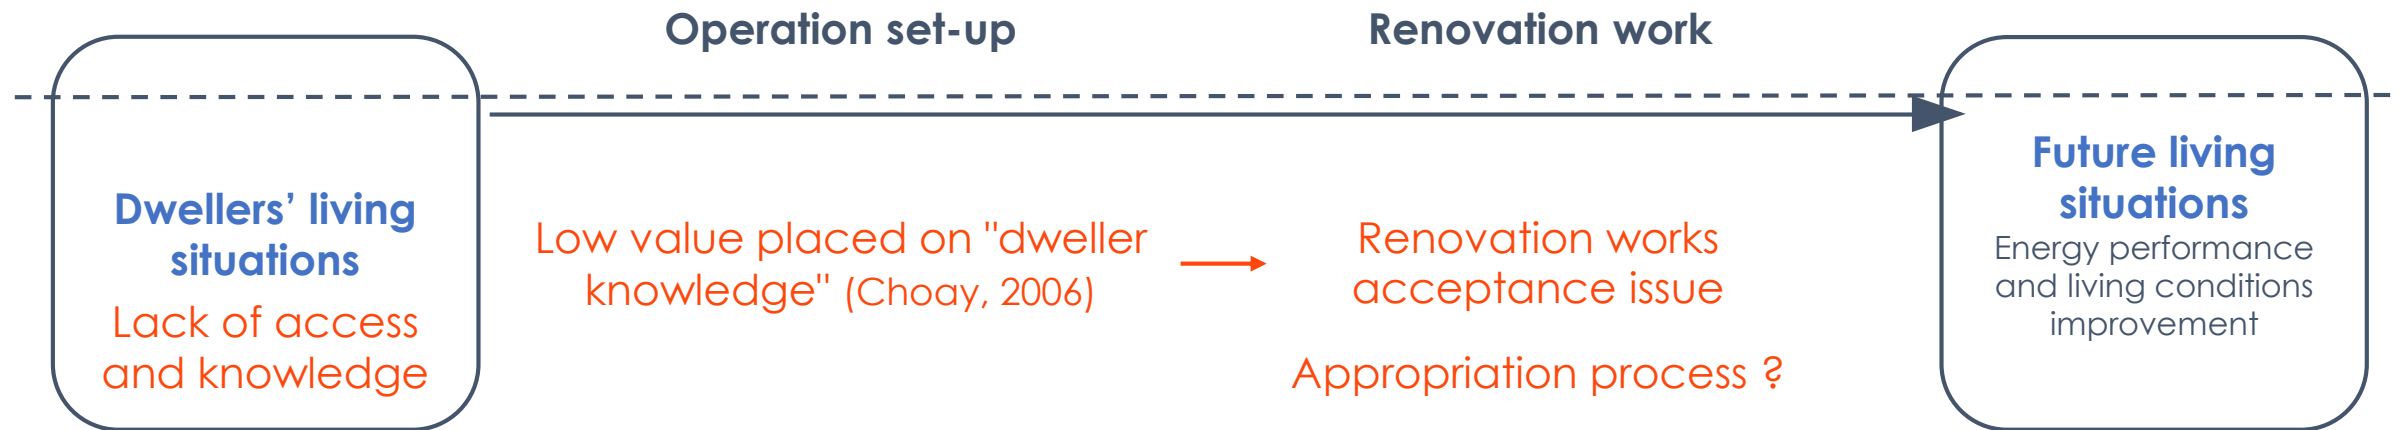 Operation set-up
Renovation work
Dwellers’ living
situations
Lack of access
and knowledge
Low value placed on "dweller
knowledge" (Choay, 2006)
Renovation works
acceptance issue
Appropriation process ?
Future living
situations
Energy performance
and living conditions
improvement